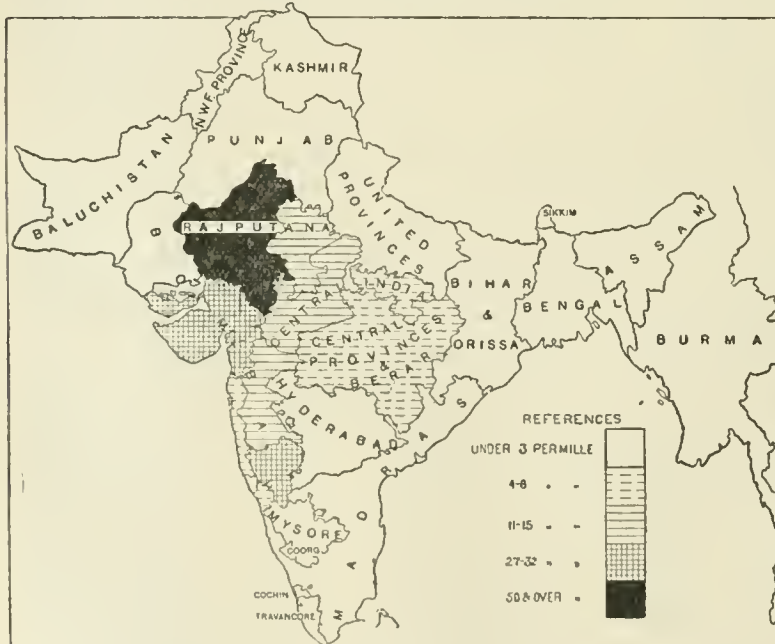 KASHMIR
N.W.F. PROVINCE
PUNJAB
BALUCHISTAN
RAJPUTANA
UNITED
PROVINCES
SIKKIM
ASSAM
CENTRAL INDIA
BIHAR
&
ORISSA
BENGAL
BURMA
CENTRAL
PROVINCES
&
BERAR
BOMBAY
HYDERABAD
MADRAS
MYSORE
COORG
COCHIN
TRAVANCORE
REFERENCES
UNDER 3 PERMILLE
4-8 " "
11-15 " "
27-32 " "
50 & OVER "